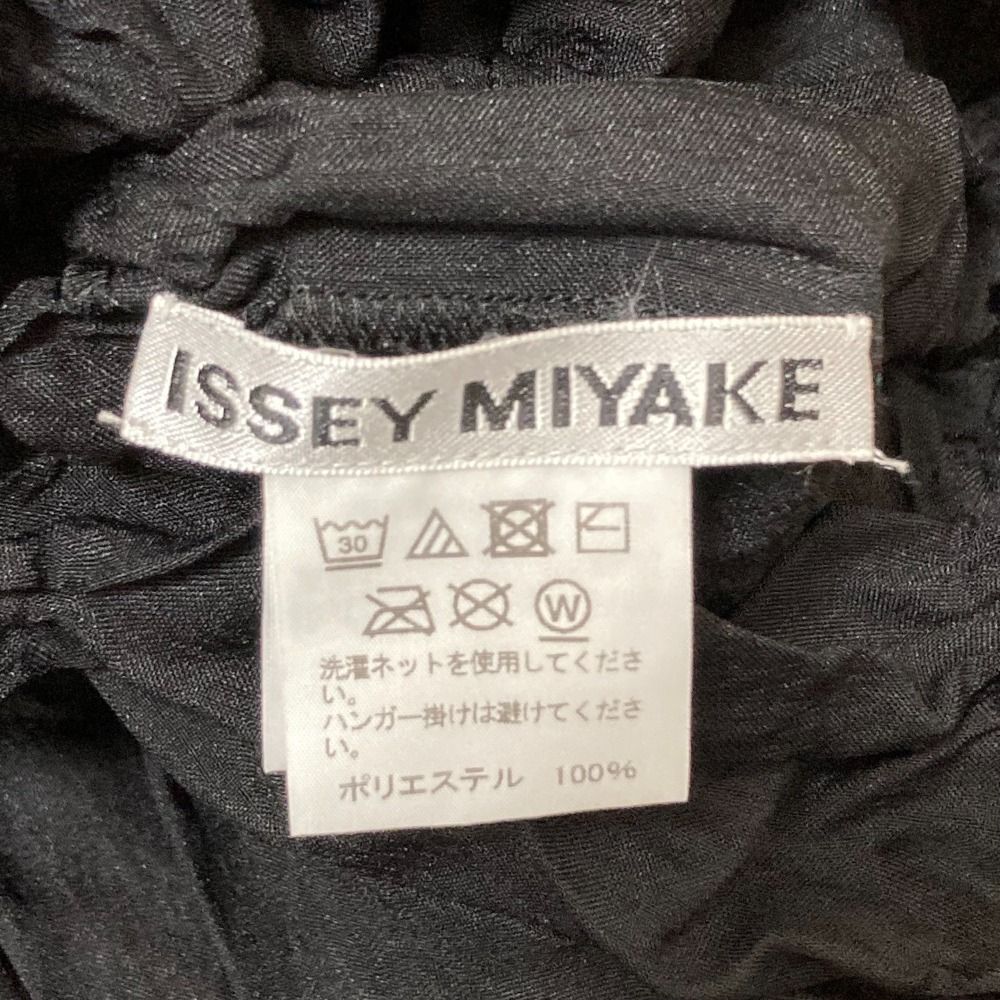 ISSEY MIYAKE
30
W
洗濯ネットを使用してくださ
い。
ハンガー掛けは避けてくださ
い。
ポリエステル 100%